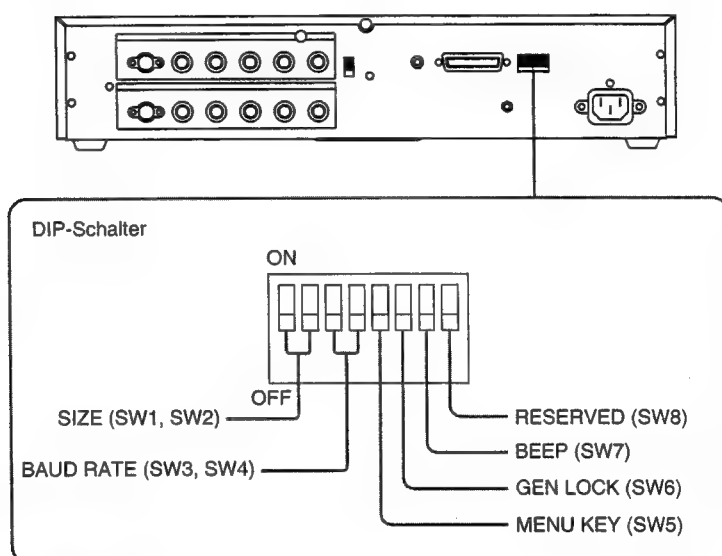 DIP-Schalter
ON
OFF
SIZE (SW1, SW2)
BAUD RATE (SW3, SW4)
RESERVED (SW8)
BEEP (SW7)
GEN LOCK (SW6)
MENU KEY (SW5)